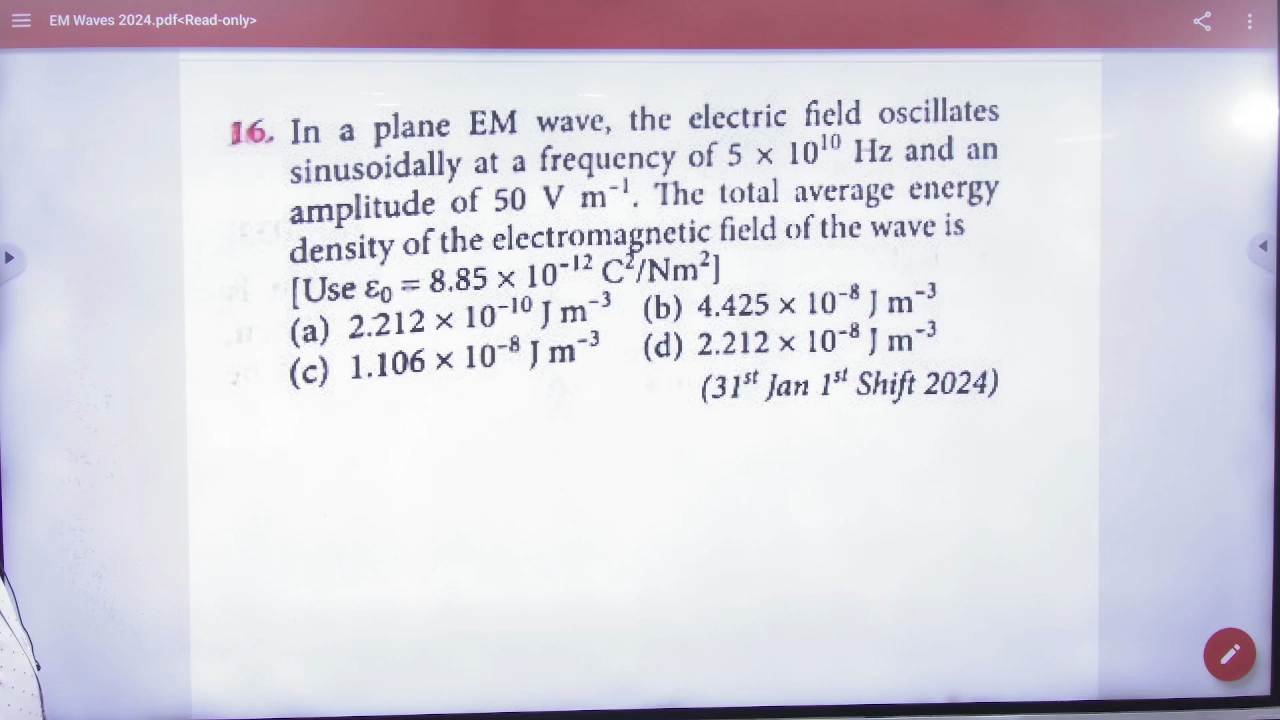 EM Waves 2024.pdf<Read-only>
16. In a plane EM wave, the electric field oscillates
sinusoidally at a frequency of 5 × 10¹⁰ Hz and an
amplitude of 50 V m⁻¹. The total average energy
density of the electromagnetic field of the wave is
[Use ε₀ = 8.85 × 10⁻¹² C²/Nm²]
(a) 2.212 × 10⁻¹⁰ J m⁻³ (b) 4.425 × 10⁻⁸ J m⁻³
(c) 1.106 × 10⁻⁸ J m⁻³ (d) 2.212 × 10⁻⁸ J m⁻³
(31ˢᵗ Jan 1ˢᵗ Shift 2024)